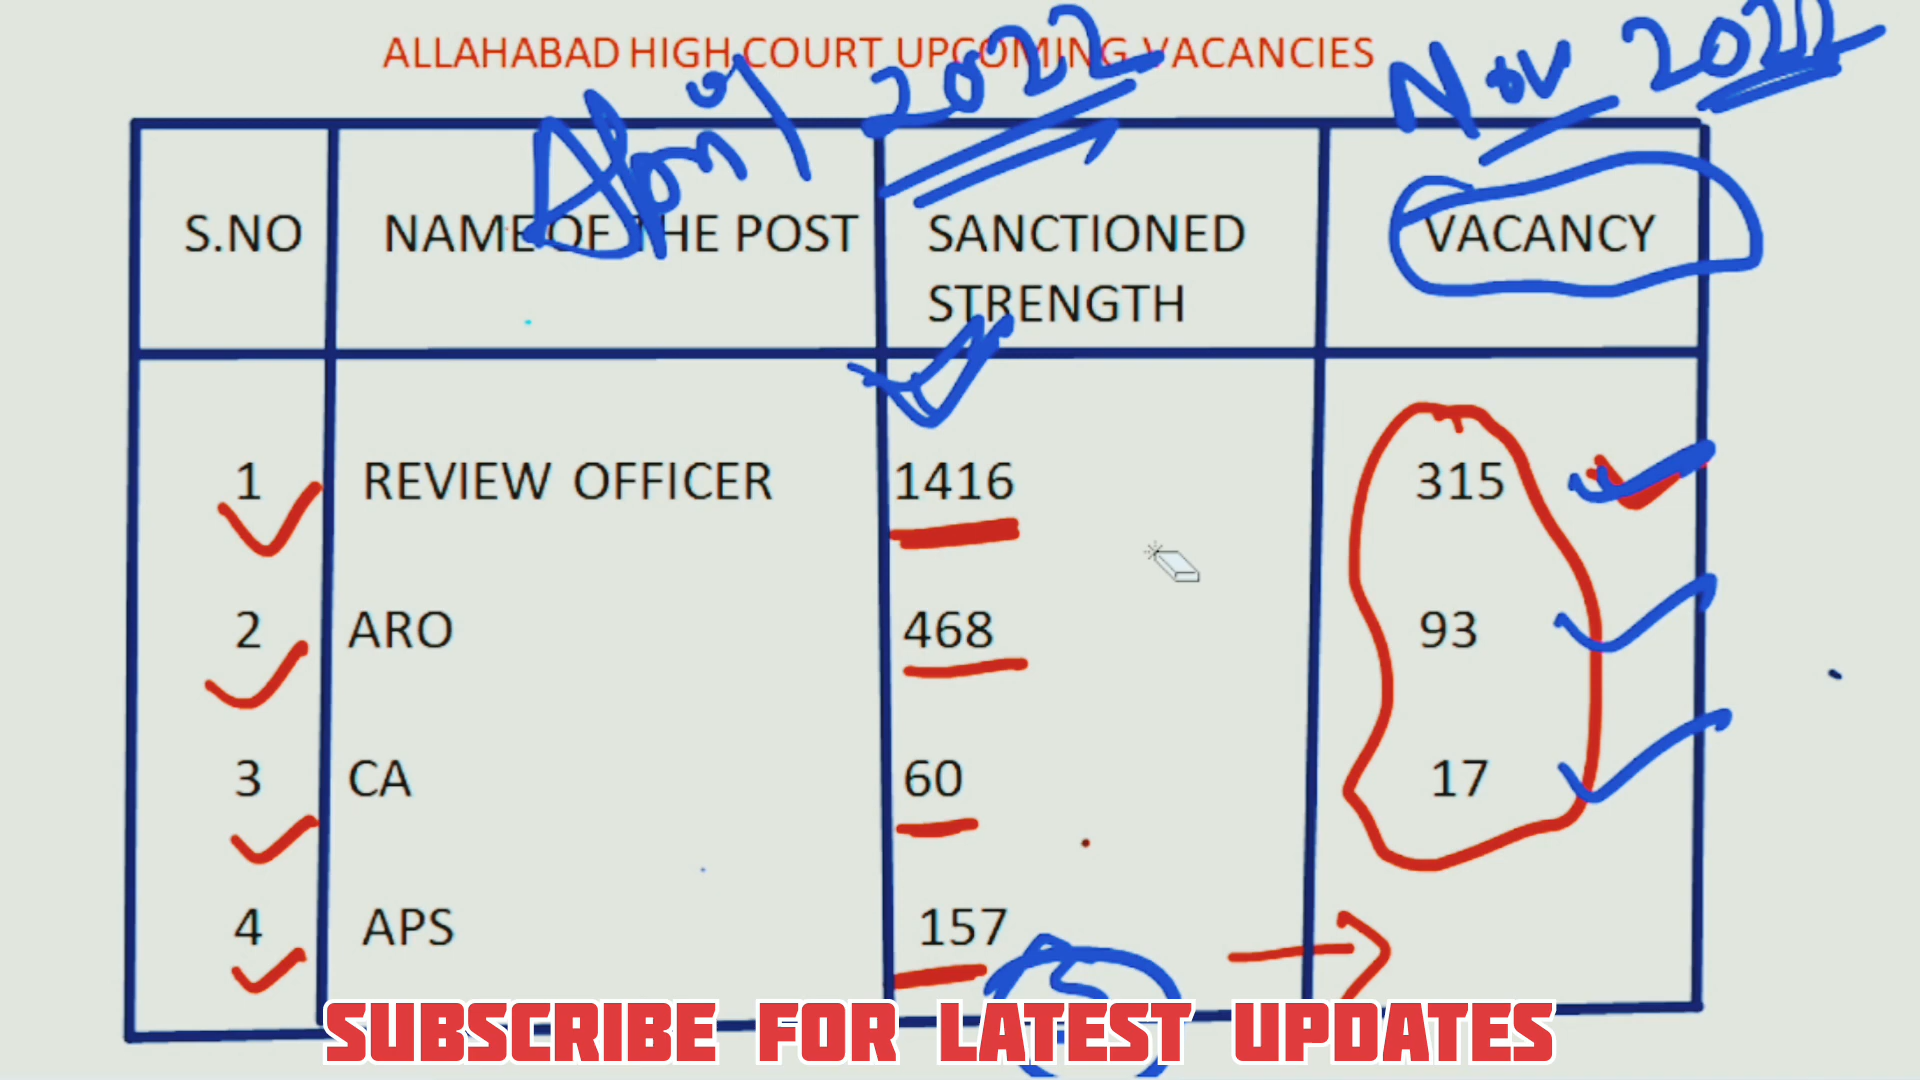 ALLAHABAD HIGH COURT UPCOMING VACANCIES
April 2022
Nov 2022
S.NO NAME OF THE POST SANCTIONED STRENGTH VACANCY
1 REVIEW OFFICER 1416 315
2 ARO 468 93
3 CA 60 17
4 APS 157
5
SUBSCRIBE FOR LATEST UPDATES